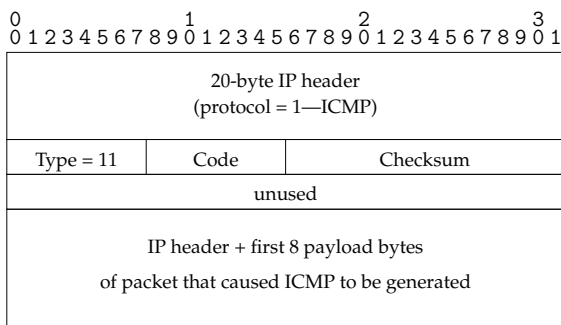 0 1 2 3
0 1 2 3 4 5 6 7 8 9 0 1 2 3 4 5 6 7 8 9 0 1 2 3 4 5 6 7 8 9 0 1
20-byte IP header
(protocol = 1—ICMP)
Type = 11 Code Checksum
unused
IP header + first 8 payload bytes
of packet that caused ICMP to be generated